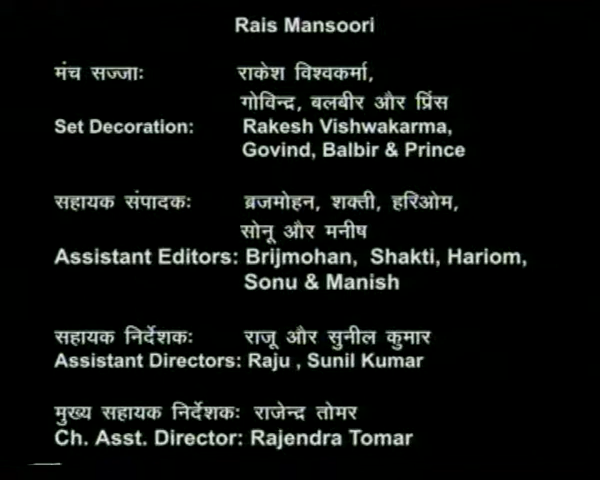 Rais Mansoori
मंच सज्जाः राकेश विश्वकर्मा,
गोविन्द्र, बलबीर और प्रिंस
Set Decoration: Rakesh Vishwakarma,
Govind, Balbir & Prince
सहायक संपादकः ब्रजमोहन, शक्ती, हरिओम,
सोनू और मनीष
Assistant Editors: Brijmohan, Shakti, Hariom,
Sonu & Manish
सहायक निर्देशकः राजू और सुनील कुमार
Assistant Directors: Raju , Sunil Kumar
मुख्य सहायक निर्देशकः राजेन्द्र तोमर
Ch. Asst. Director: Rajendra Tomar